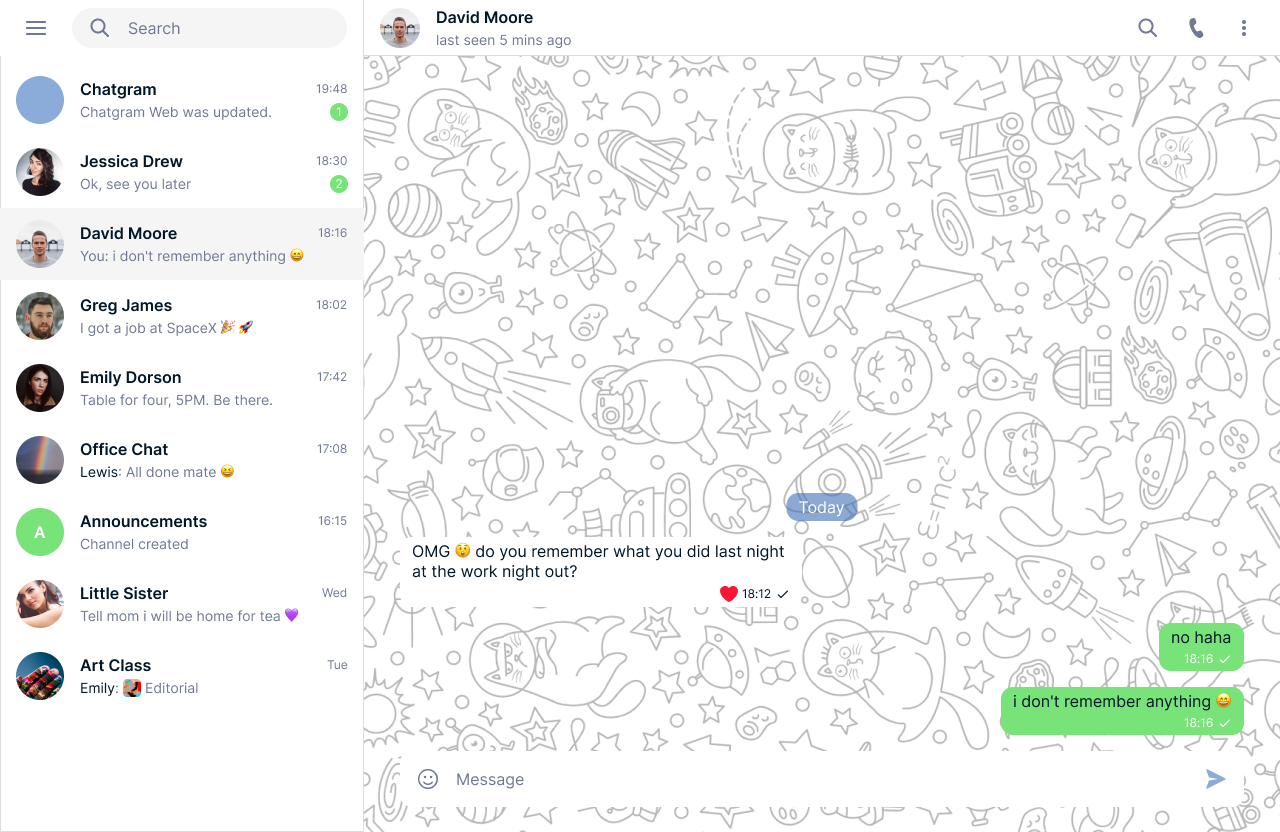 Search
Chatgram
19:48
Chatgram Web was updated.
1
Jessica Drew
18:30
Ok, see you later
2
David Moore
18:16
You: i don't remember anything 😄
Greg James
18:02
I got a job at SpaceX 🎉 🚀
Emily Dorson
17:42
Table for four, 5PM. Be there.
Office Chat
17:08
Lewis: All done mate 😆
A
Announcements
16:15
Channel created
Little Sister
Wed
Tell mom i will be home for tea 💜
Art Class
Tue
Emily: Editorial
David Moore
last seen 5 mins ago
E=mc2
Today
OMG 😲 do you remember what you did last night
at the work night out?
❤️ 18:12
no haha
18:16
i don't remember anything 😄
18:16
Message